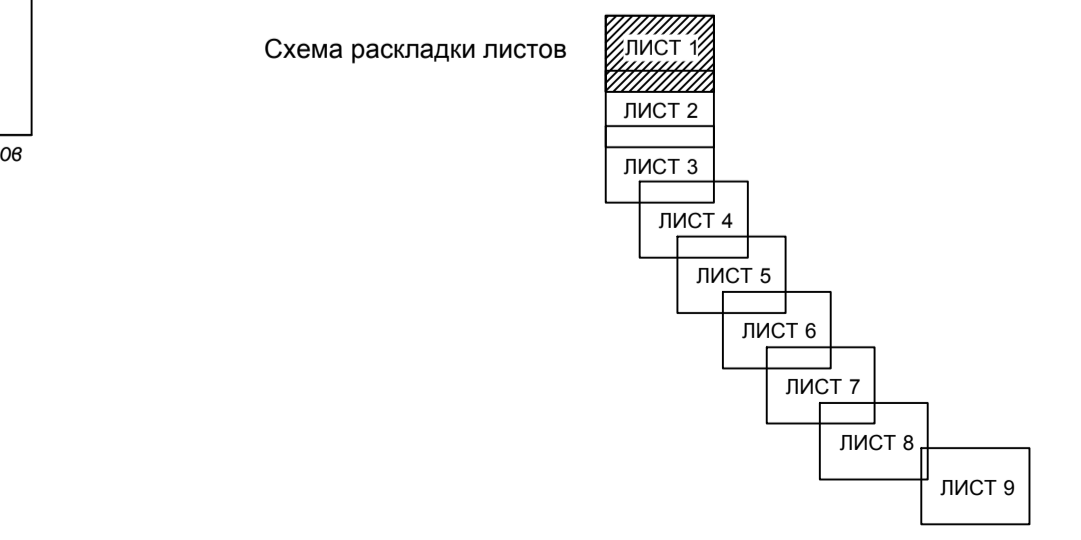 Схема раскладки листов
ЛИСТ 1
ЛИСТ 2
ов
ЛИСТ 3
ЛИСТ 4
ЛИСТ 5
ЛИСТ 6
ЛИСТ 7
ЛИСТ 8
ЛИСТ 9